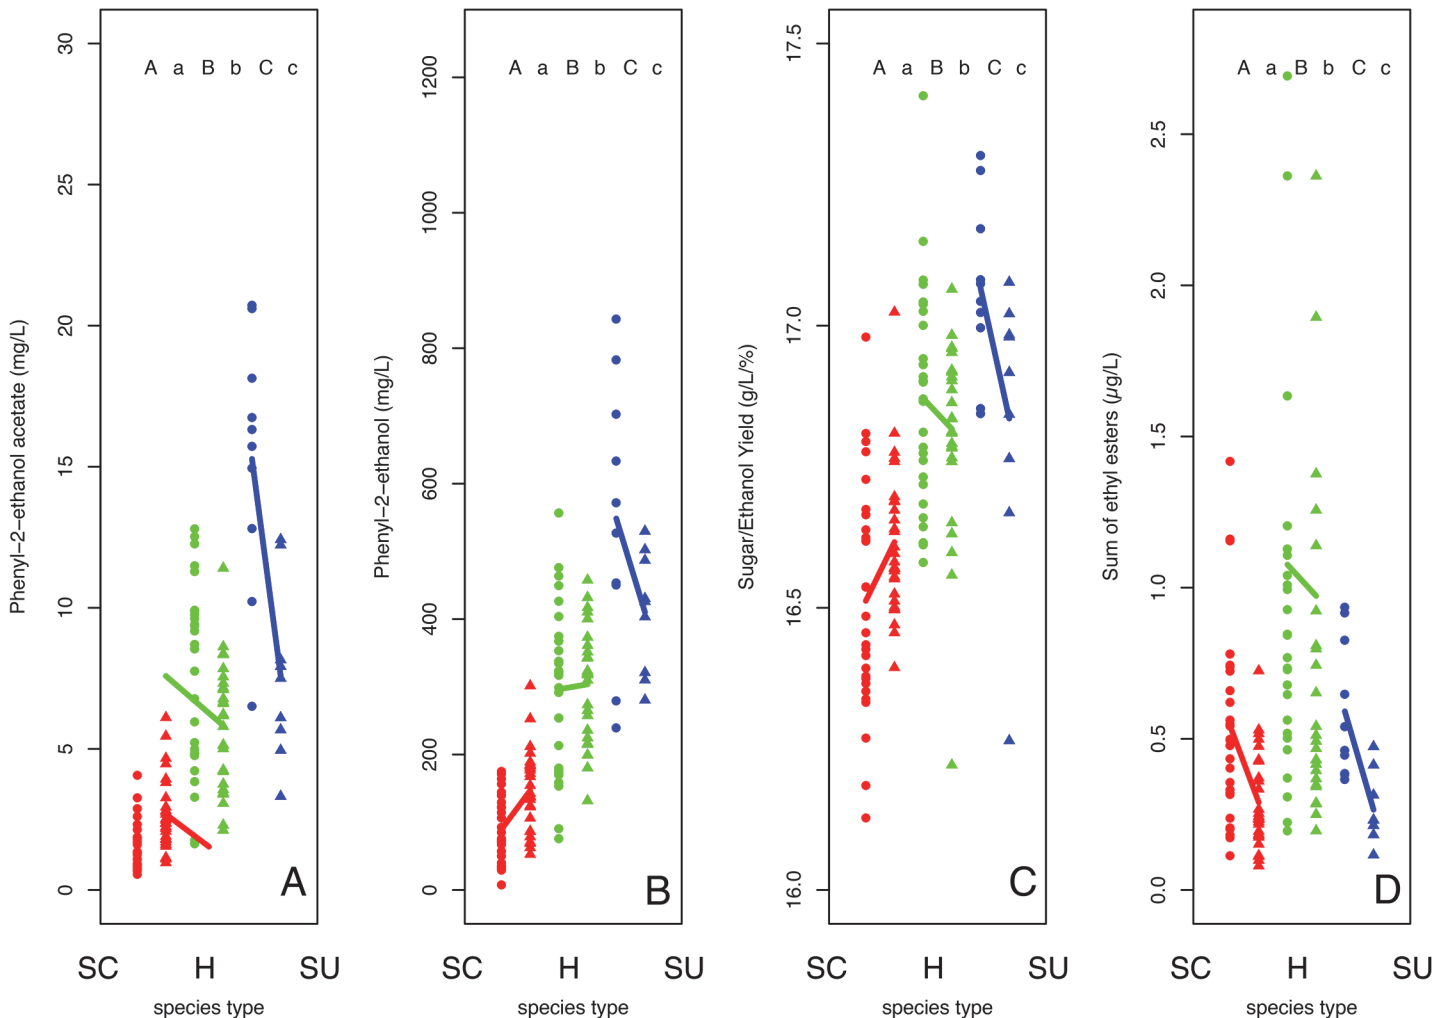 Phenyl−2−ethanol acetate (mg/L)
30
25
20
15
10
5
0
A a B b C c
A
SC H SU
species type
Phenyl−2−ethanol (mg/L)
1200
1000
800
600
400
200
0
A a B b C c
B
SC H SU
species type
Sugar/Ethanol Yield (g/L/%)
17.5
17.0
16.5
16.0
A a B b C c
C
SC H SU
species type
Sum of ethyl esters (µg/L)
2.5
2.0
1.5
1.0
0.5
0.0
A a B b C c
D
SC H SU
species type